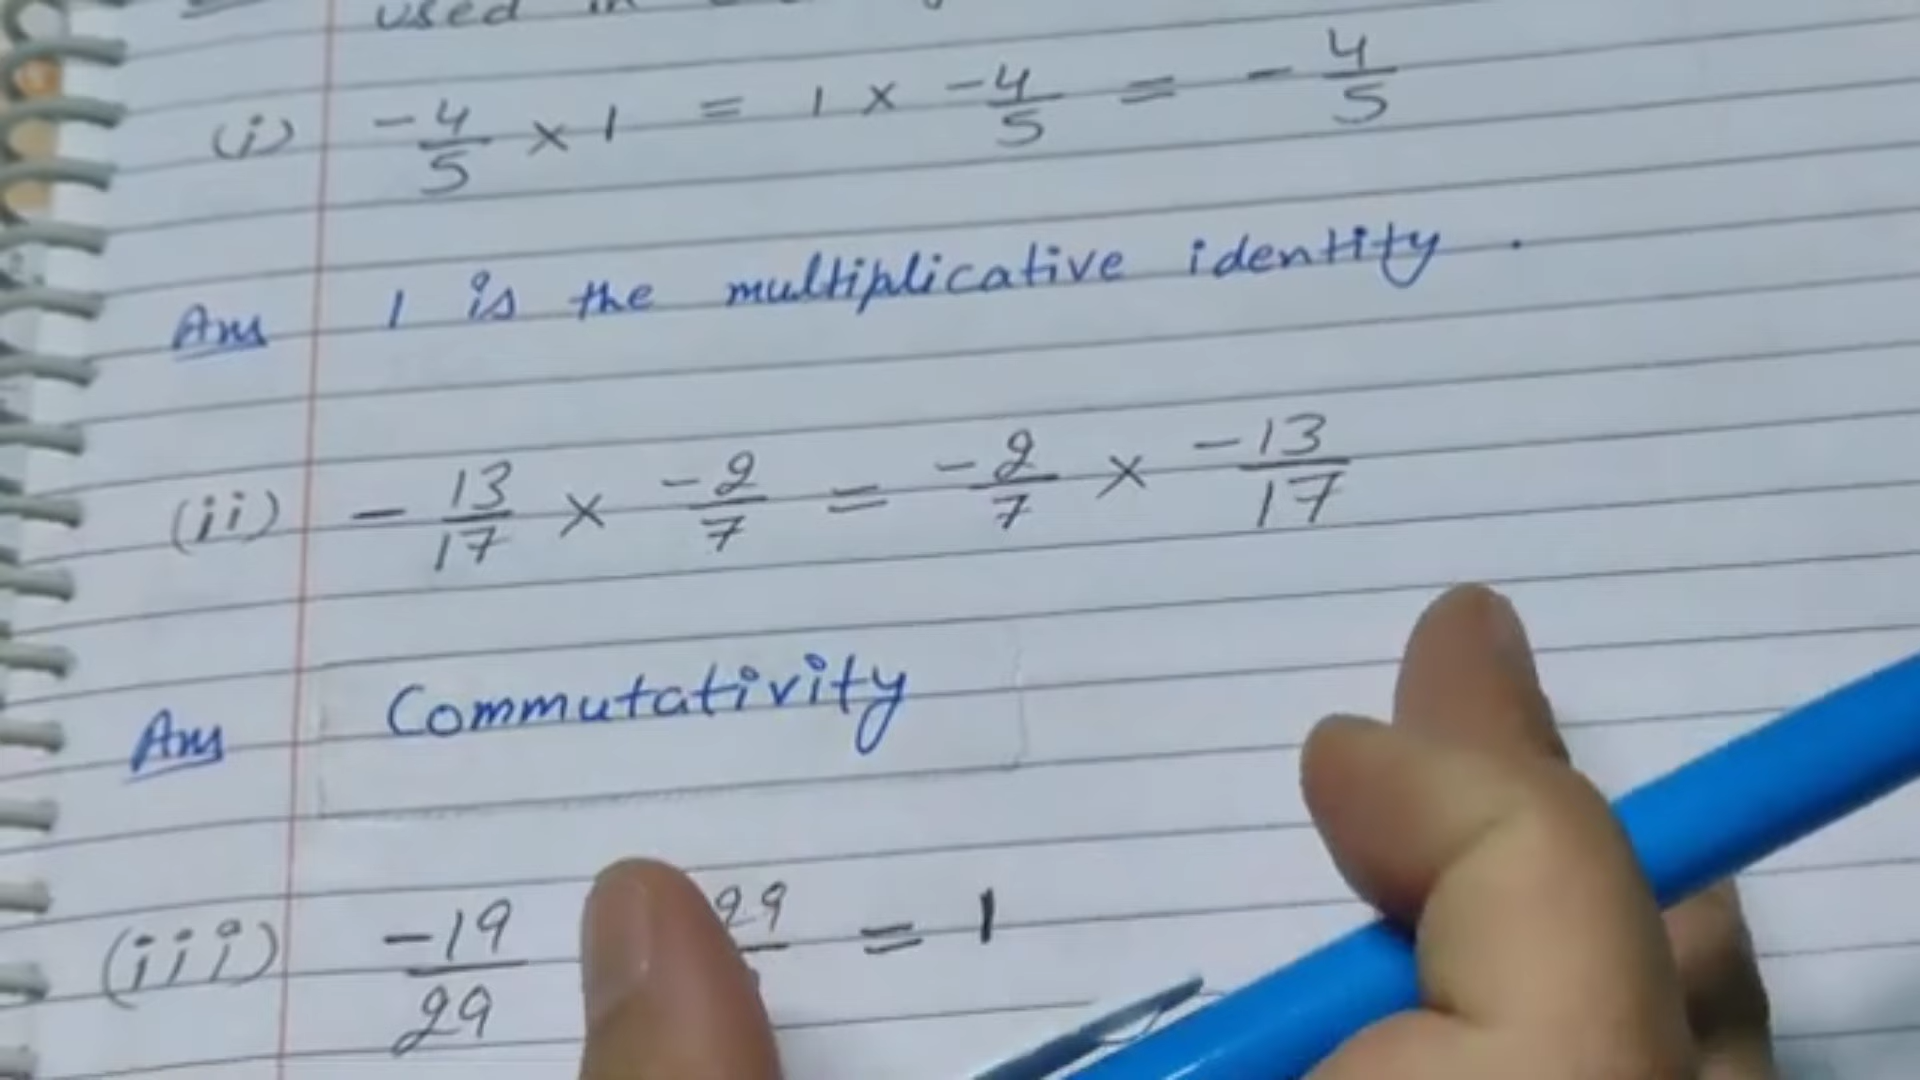 used in
(i) -4/5 × 1 = 1 × -4/5 = - 4/5
Ans 1 is the multiplicative identity .
(ii) - 13/17 × -2/7 = -2/7 × -13/17
Ans Commutativity
(iii) -19/29 29 = 1